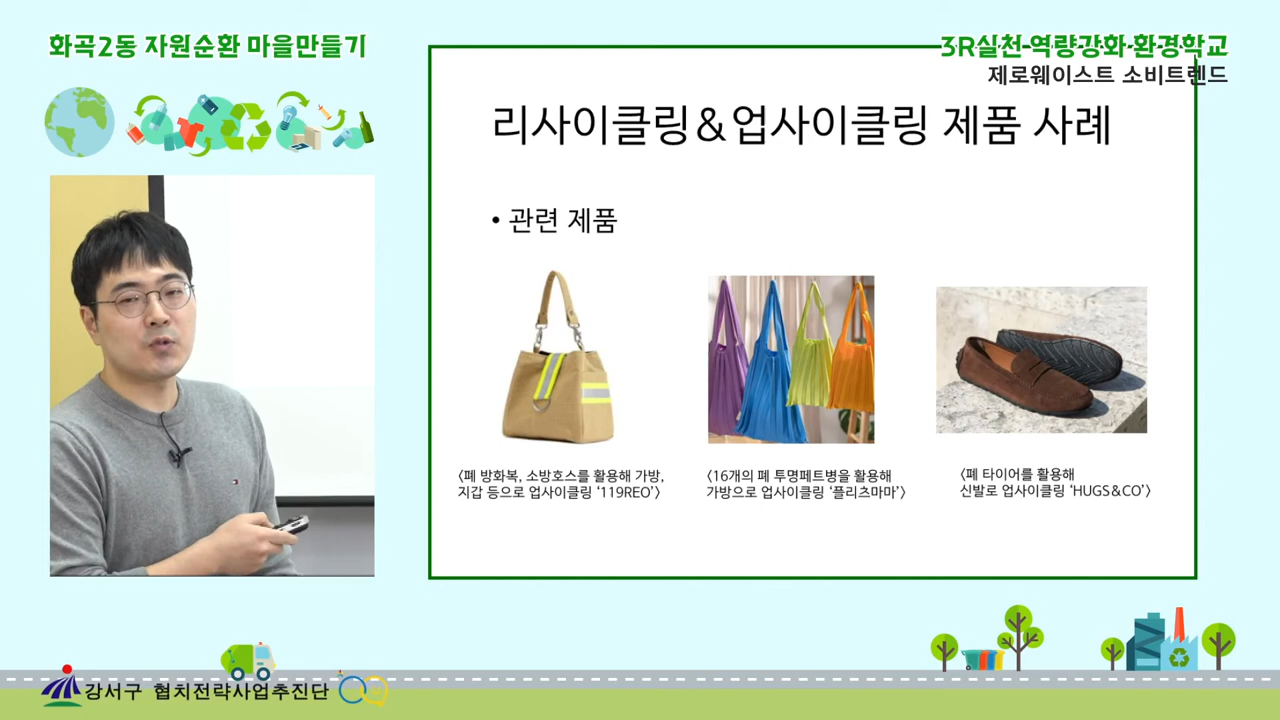 화곡2동 자원순환 마을만들기
3R실천 역량강화 환경학교
제로웨이스트 소비트렌드
리사이클링&업사이클링 제품 사례
• 관련 제품
<폐 방화복, 소방호스를 활용해 가방,
지갑 등으로 업사이클링 ‘119REO’>
<16개의 폐 투명페트병을 활용해
가방으로 업사이클링 ‘플리츠마마’>
<폐 타이어를 활용해
신발로 업사이클링 ‘HUGS&CO’>
강서구 협치전략사업추진단